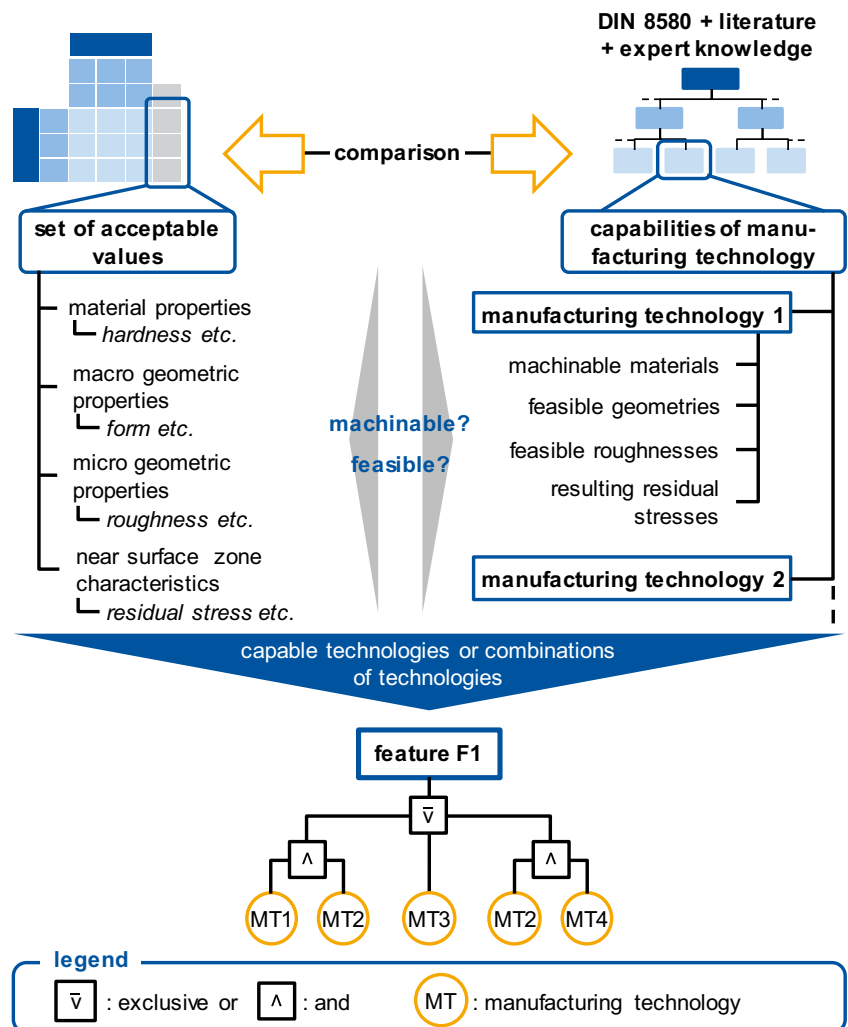 DIN 8580 + literature
+ expert knowledge
comparison
set of acceptable
values
material properties
hardness etc.
macro geometric
properties
form etc.
micro geometric
properties
roughness etc.
near surface zone
characteristics
residual stress etc.
machinable?
feasible?
capabilities of manu-
facturing technology
manufacturing technology 1
machinable materials
feasible geometries
feasible roughnesses
resulting residual
stresses
manufacturing technology 2
capable technologies or combinations
of technologies
feature F1
v̄
^ ^
MT1 MT2 MT3 MT2 MT4
legend
v̄ : exclusive or ^ : and MT : manufacturing technology